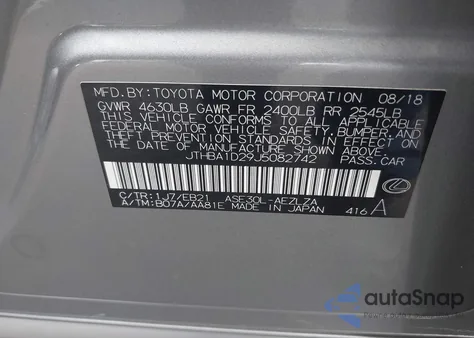 MFD.BY:TOYOTA MOTOR CORPORATION 08/18
GVWR 4630LB GAWR FR 2400LB RR 2545LB
THIS VEHICLE CONFORMS TO ALL APPLICABLE
FEDERAL MOTOR VEHICLE SAFETY, BUMPER,
AND THEFT PREVENTION STANDARDS IN EFFECT ON
THE DATE OF MANUFACTURE SHOWN ABOVE.
JTHBA1D29J5082742 PASS.CAR
C/TR:1J7/EB21 ASE30L-AEZLZA
A/TM:B07A/AA81E MADE IN JAPAN 416A
autoSnap